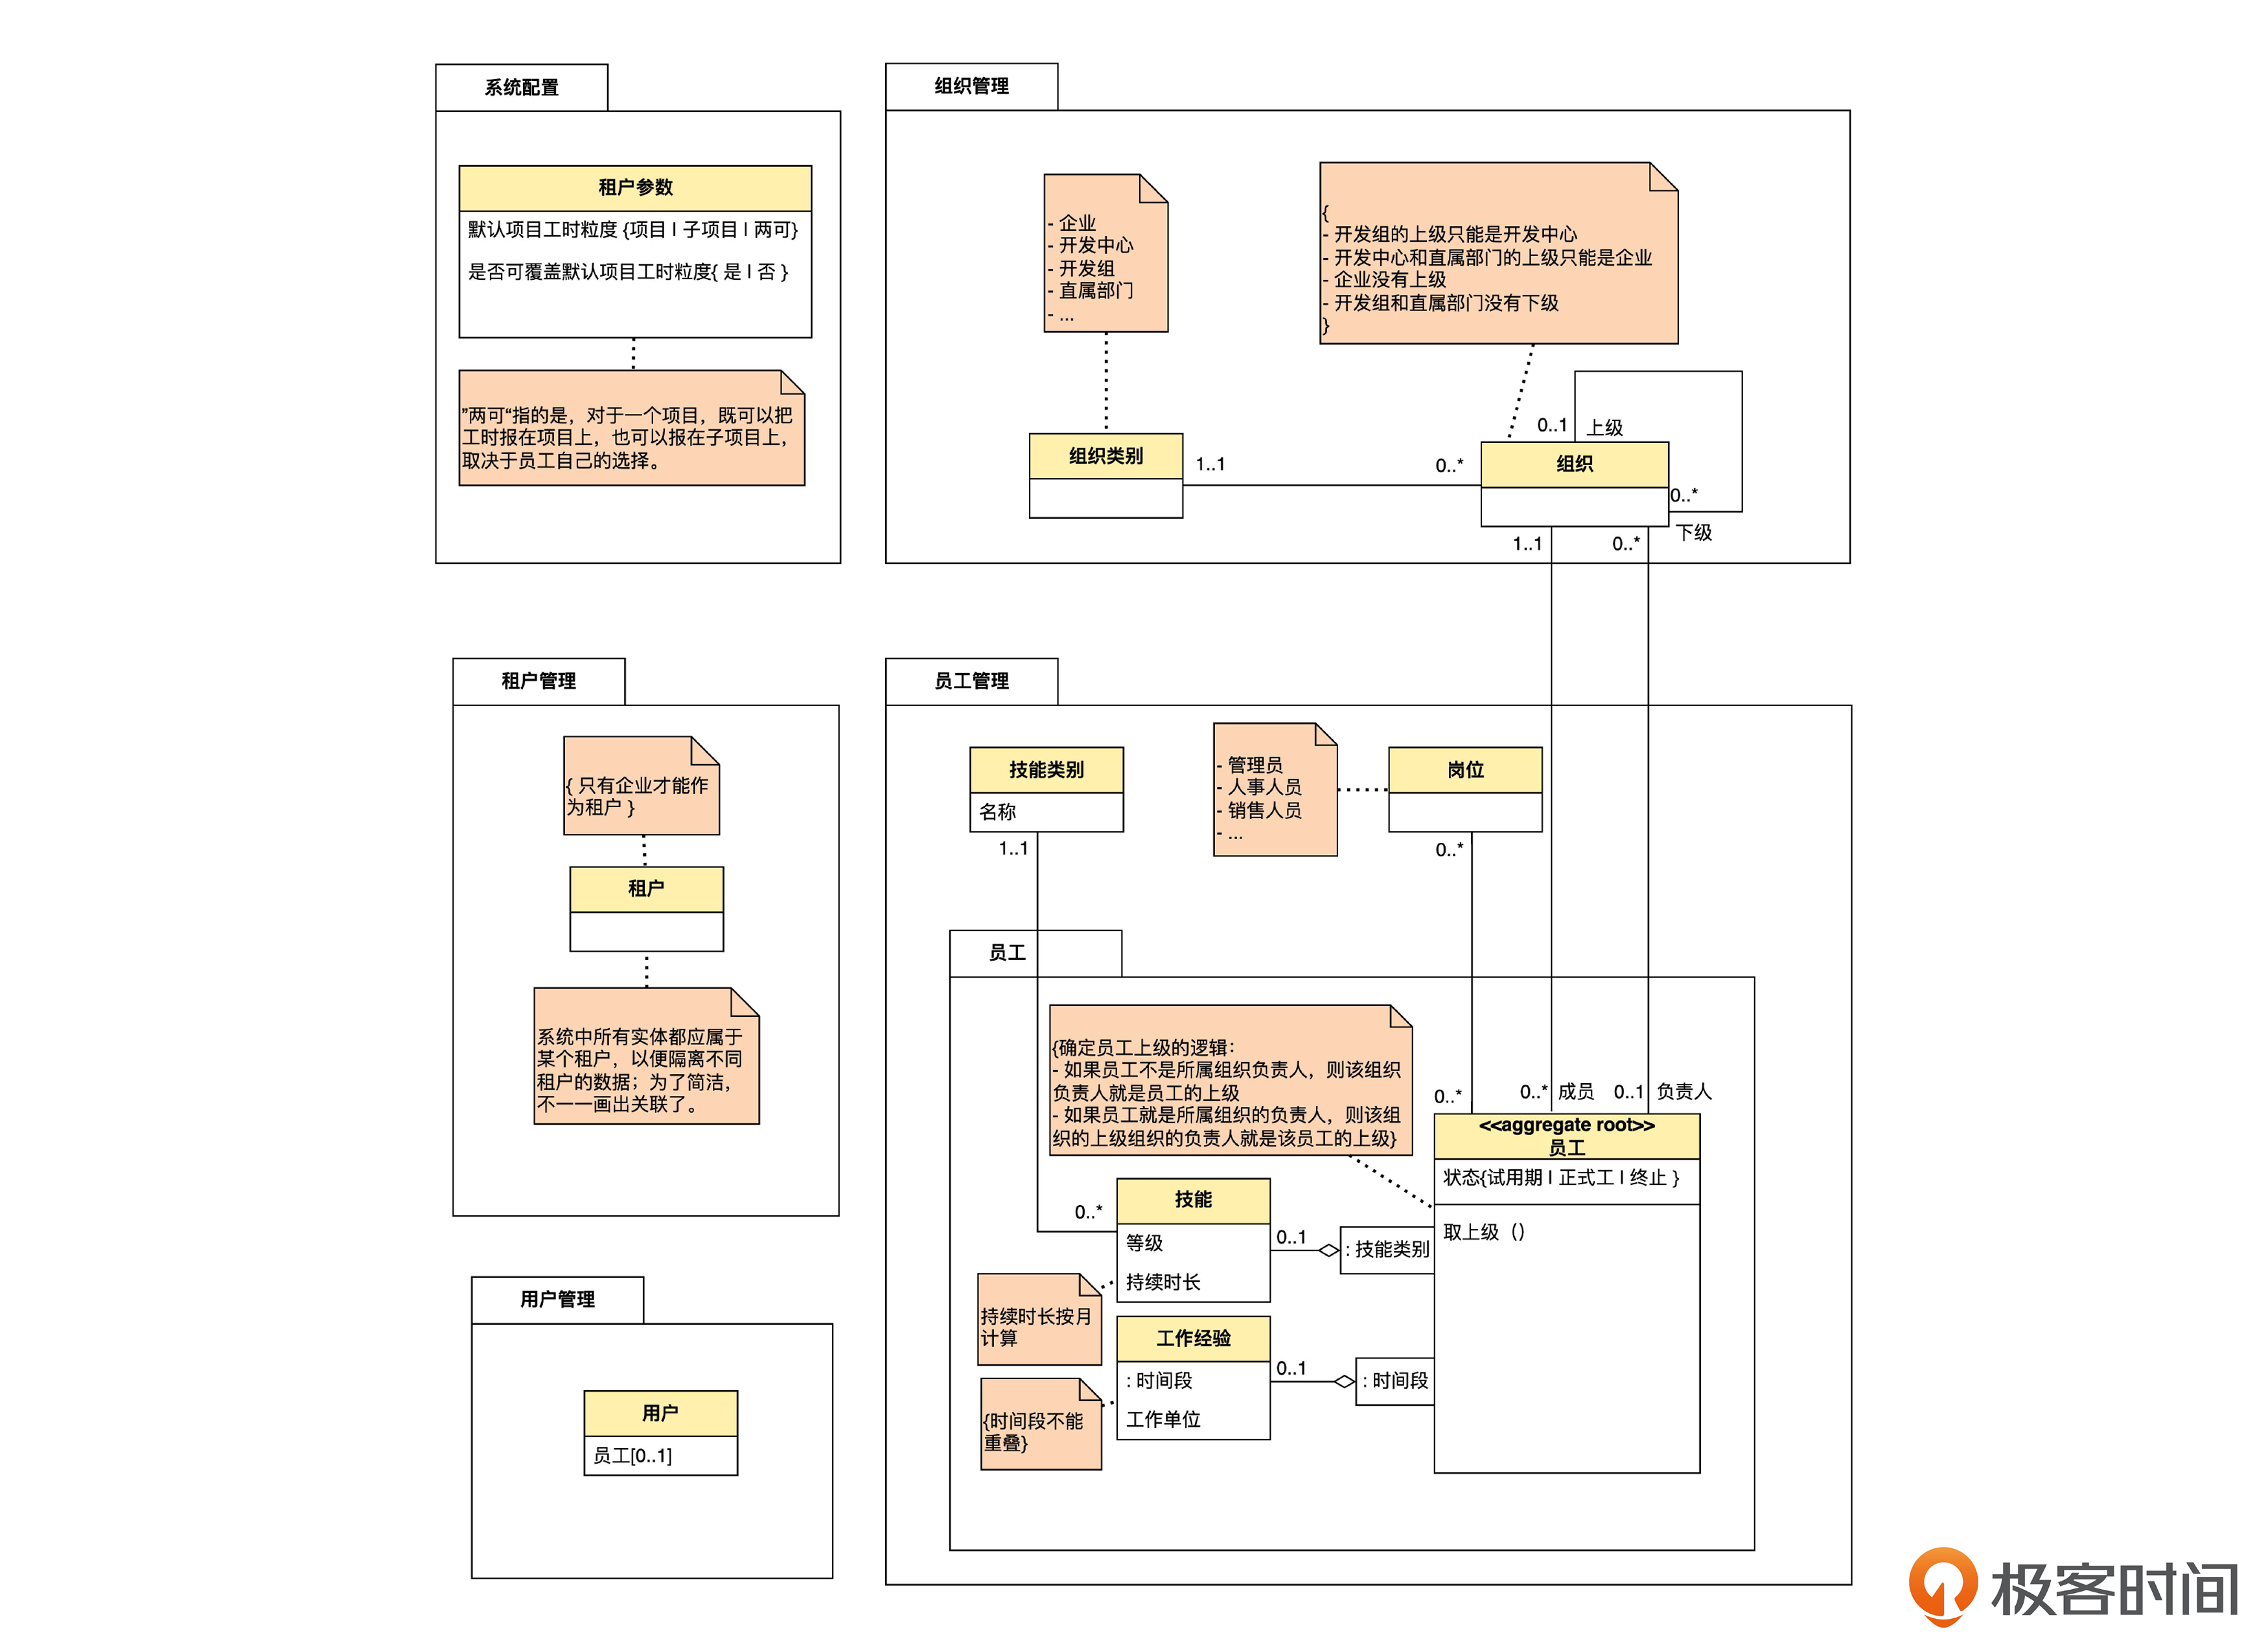 系统配置
租户参数
默认项目工时粒度 {项目 | 子项目 | 两可}
是否可覆盖默认项目工时粒度{ 是 | 否 }
”两可“指的是，对于一个项目，既可以把
工时报在项目上，也可以报在子项目上，
取决于员工自己的选择。
组织管理
- 企业
- 开发中心
- 开发组
- 直属部门
- ...
{
- 开发组的上级只能是开发中心
- 开发中心和直属部门的上级只能是企业
- 企业没有上级
- 开发组和直属部门没有下级
}
0..1
上级
组织类别
1..1
0..*
组织
0..*
下级
1..1
0..*
租户管理
{ 只有企业才能作
为租户 }
租户
系统中所有实体都应属于
某个租户，以便隔离不同
租户的数据；为了简洁，
不一一画出关联了。
用户管理
用户
员工[0..1]
员工管理
技能类别
名称
1..1
- 管理员
- 人事人员
- 销售人员
- ...
岗位
0..*
员工
{确定员工上级的逻辑：
- 如果员工不是所属组织负责人，则该组织
负责人就是员工的上级
- 如果员工就是所属组织的负责人，则该组
织的上级组织的负责人就是该员工的上级}
0..*
0..* 成员
0..1 负责人
<<aggregate root>>
员工
状态{试用期 | 正式工 | 终止 }
取上级（）
0..*
技能
等级
持续时长
0..1
: 技能类别
持续时长按月
计算
工作经验
: 时间段
工作单位
0..1
: 时间段
{时间段不能
重叠}
极客时间